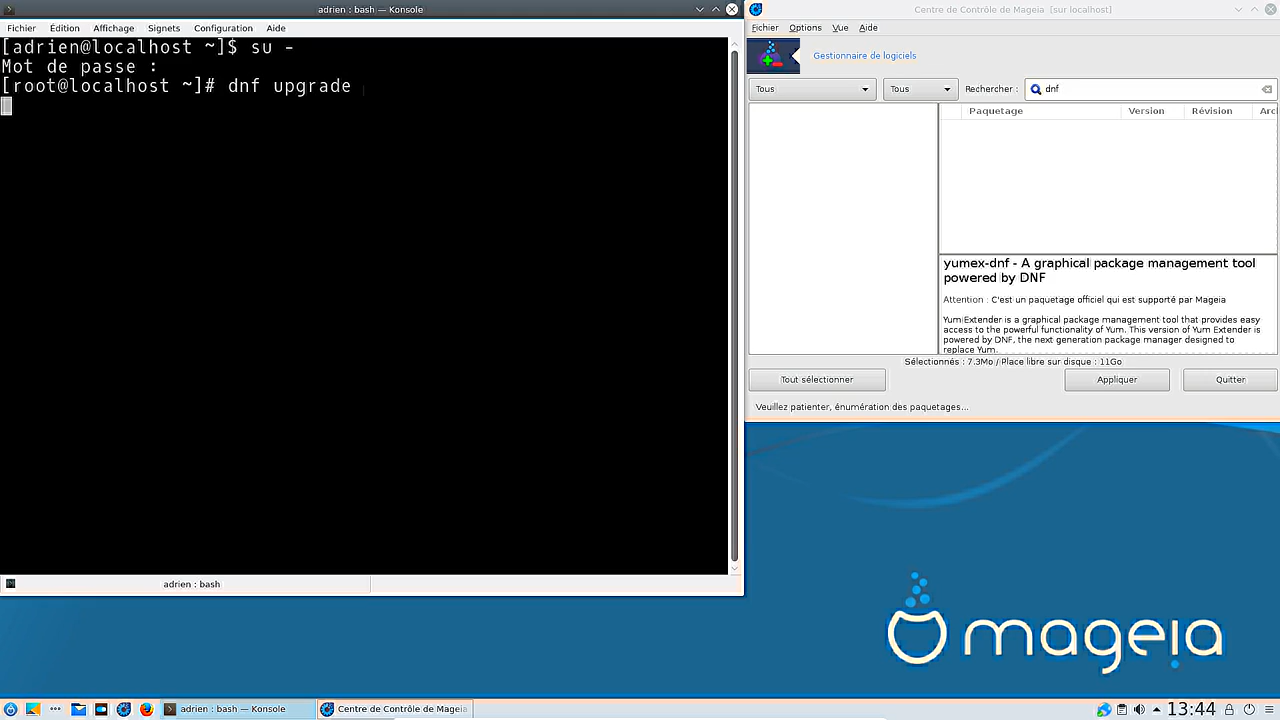 adrien : bash — Konsole
Fichier Édition Affichage Signets Configuration Aide
[adrien@localhost ~]$ su -
Mot de passe :
[root@localhost ~]# dnf upgrade
adrien : bash
Centre de Contrôle de Mageia [sur localhost]
Fichier Options Vue Aide
Gestionnaire de logiciels
Tous Tous Rechercher : dnf
Paquetage Version Révision Arc
yumex-dnf - A graphical package management tool
powered by DNF
Attention : C'est un paquetage officiel qui est supporté par Mageia
YumExtender is a graphical package management tool that provides easy
access to the powerful functionality of Yum. This version of Yum Extender is
powered by DNF, the next generation package manager designed to
replace Yum.
Sélectionnés : 7.3Mo / Place libre sur disque : 11Go
Tout sélectionner Appliquer Quitter
Veuillez patienter, énumération des paquetages...
mageia
adrien : bash — Konsole Centre de Contrôle de Mageia 13:44